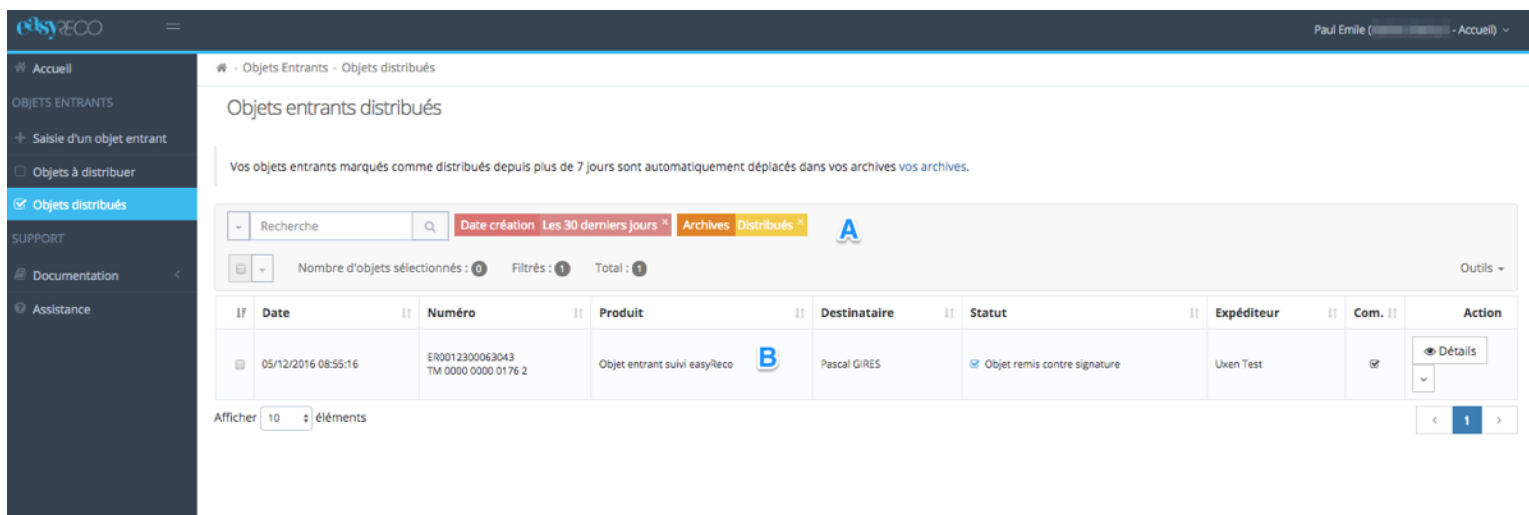 easyRECO
Paul Emile ( - Accueil)
Accueil
OBJETS ENTRANTS
Saisie d'un objet entrant
Objets à distribuer
Objets distribués
SUPPORT
Documentation
Assistance
Objets Entrants Objets distribués
Objets entrants distribués
Vos objets entrants marqués comme distribués depuis plus de 7 jours sont automatiquement déplacés dans vos archives vos archives.
Recherche Date création Les 30 derniers jours × Archives Distribués × A
Nombre d'objets sélectionnés : 0 Filtrés : 1 Total : 1 Outils
Date Numéro Produit Destinataire Statut Expéditeur Com. Action
05/12/2016 08:55:16 ER0012300063043 Objet entrant suivi easyReco B Pascal GIRES Objet remis contre signature Uxen Test Détails
TM 0000 0000 0176 2
Afficher 10 éléments < 1 >